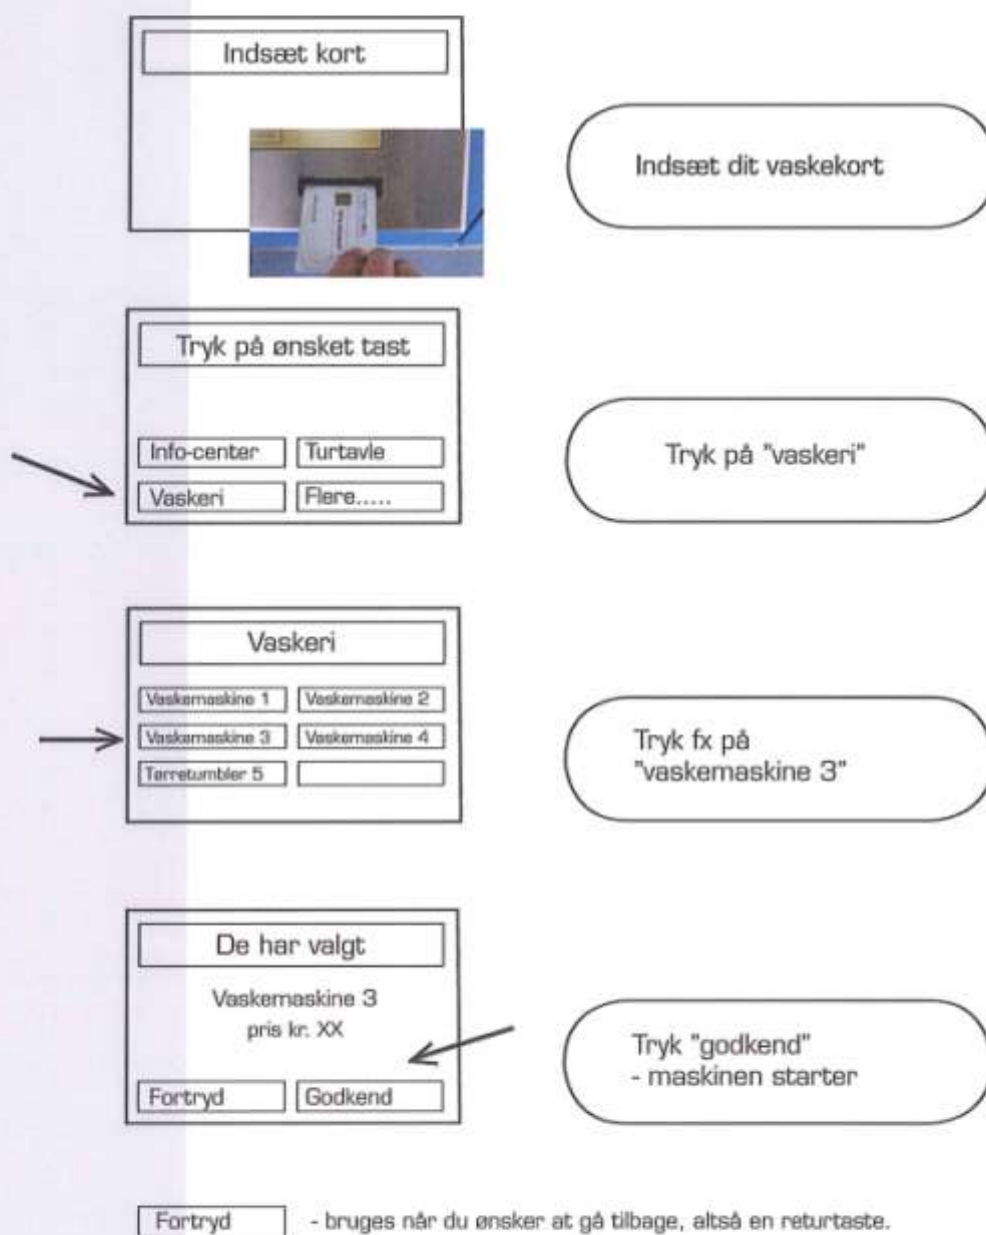 Indsæt kort
Indsæt dit vaskekort
Tryk på ønsket tast
Info-center
Turtavle
Vaskeri
Flere.....
Tryk på "vaskeri"
Vaskeri
Vaskemaskine 1
Vaskemaskine 2
Vaskemaskine 3
Vaskemaskine 4
Tørretumbler 5
Tryk fx på
"vaskemaskine 3"
De har valgt
Vaskemaskine 3
pris kr. XX
Fortryd
Godkend
Tryk "godkend"
- maskinen starter
Fortryd
- bruges når du ønsker at gå tilbage, altså en returtaste.